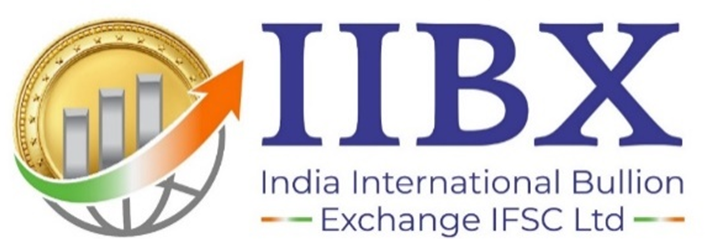 IIBX
India International Bullion
Exchange IFSC Ltd